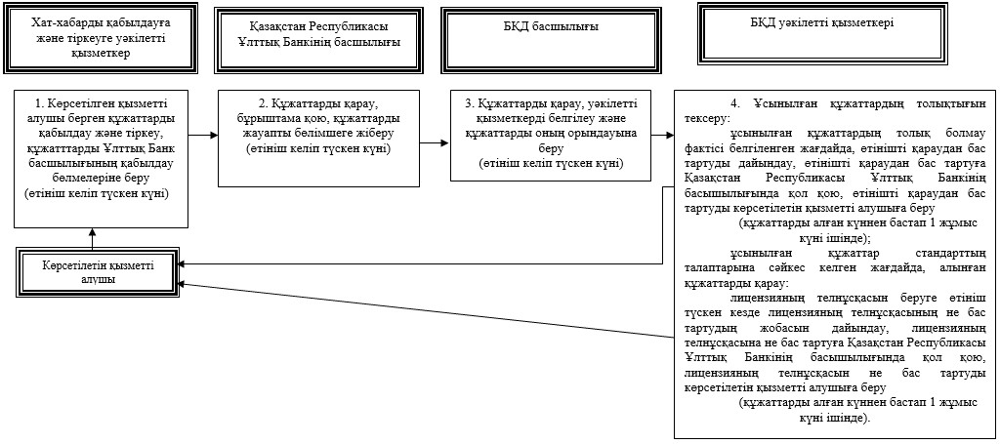 Хат-хабарды қабылдауға
және тіркеуге уәкілетті
қызметкер
Қазақстан Республикасы
Ұлттық Банкінің басшылығы
БҚД басшылығы
БҚД уәкілетті қызметкері
1. Көрсетілген қызметті
алушы берген құжаттарды
қабылдау және тіркеу,
құжатттарды Ұлттық Банк
басшылығының қабылдау
бөлмелеріне беру
(өтініш келіп түскен күні)
2. Құжаттарды қарау,
бұрыштама қою, құжаттарды
жауапты бөлімшеге жіберу
(өтініш келіп түскен күні)
3. Құжаттарды қарау, уәкілетті
қызметкерді белгілеу және
құжаттарды оның орындауына
беру
(өтініш келіп түскен күні)
4. Ұсынылған құжаттардың толықтығын
тексеру:
ұсынылған құжаттардың толық болмау
фактісі белгіленген жағдайда, өтінішті қараудан бас
тартуды дайындау, өтінішті қараудан бас тартуға
Қазақстан Республикасы Ұлттық Банкінің
басышылығында қол қою, өтінішті қараудан бас
тартуды көрсетілетін қызметті алушыға беру
(құжаттарды алған күннен бастап 1 жұмыс
күні ішінде);
ұсынылған құжаттар стандарттың
талаптарына сәйкес келген жағдайда, алынған
құжаттарды қарау:
лицензияның телнұсқасын беруге өтініш
түскен кезде лицензияның телнұсқасының не бас
тартудың жобасын дайындау, лицензияның
телнұсқасына не бас тартуға Қазақстан Республикасы
Ұлттық Банкінің басышылығында қол қою,
лицензияның телнұсқасын не бас тартуды
көрсетілетін қызметті алушыға беру
(құжаттарды алған күннен бастап 1 жұмыс
күні ішінде).
Көрсетілетін қызметті
алушы